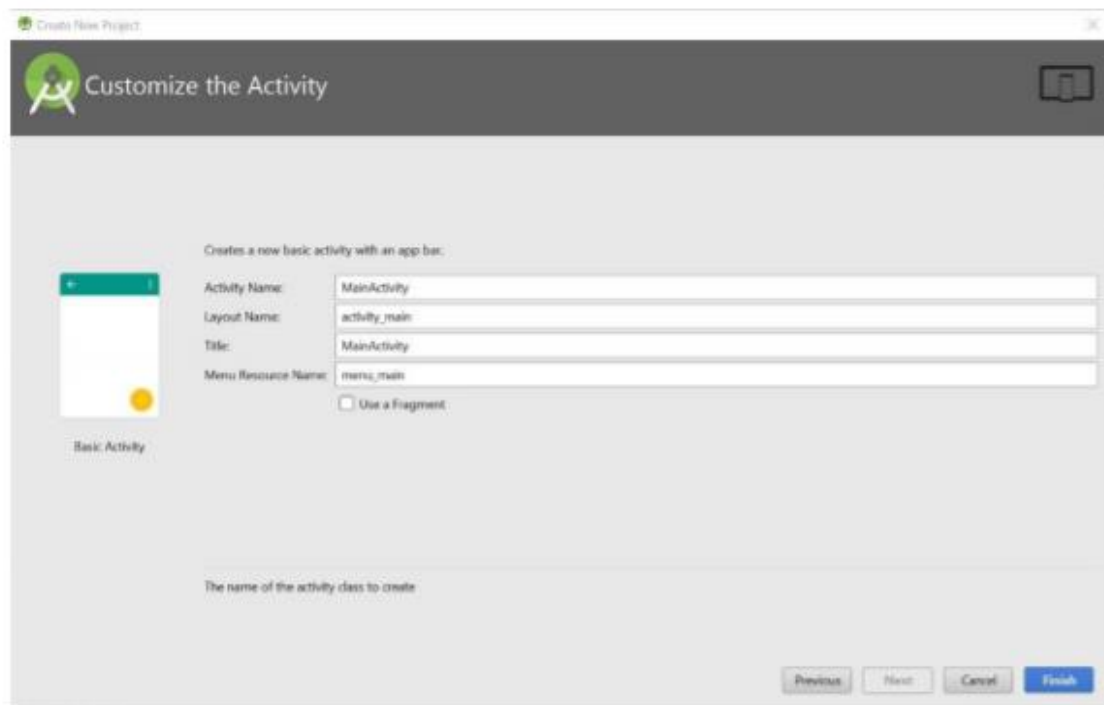 Create New Project
Customize the Activity
Creates a new basic activity with an app bar.
Activity Name: MainActivity
Layout Name: activity_main
Title: MainActivity
Menu Resource Name: menu_main
Use a Fragment
Basic Activity
The name of the activity class to create
Previous Next Cancel Finish